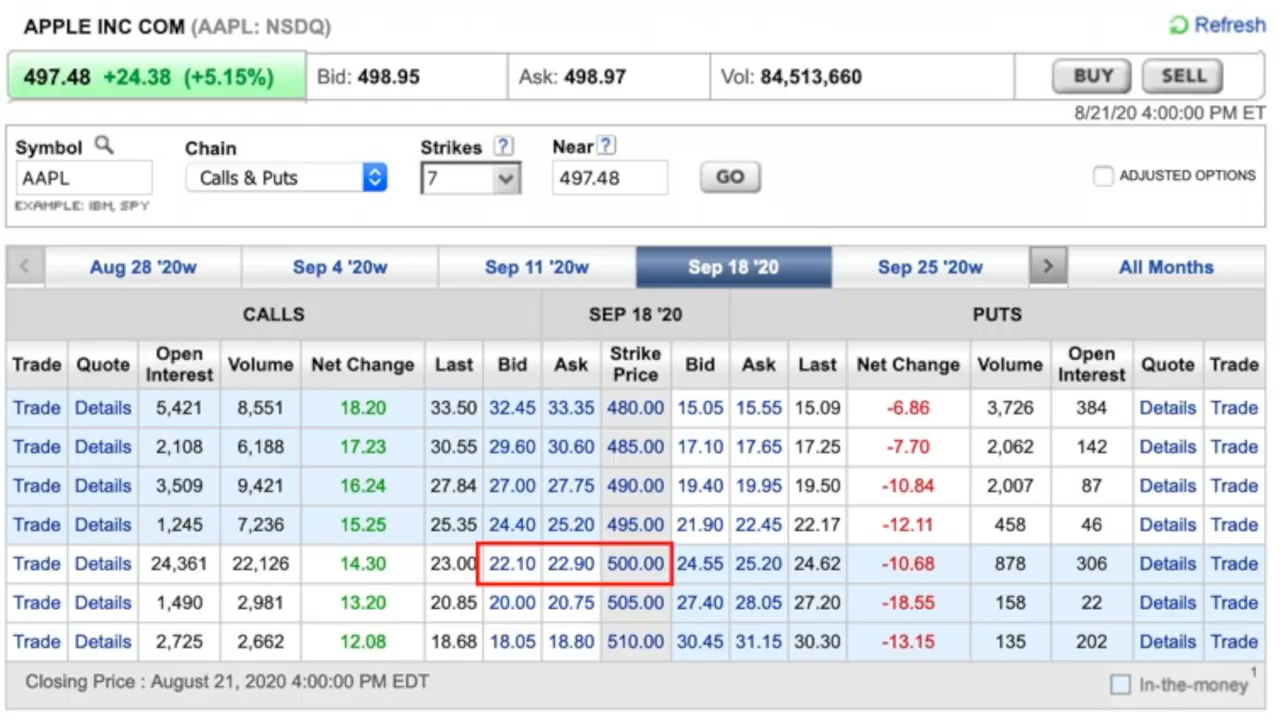 APPLE INC COM (AAPL: NSDQ) Refresh
497.48 +24.38 (+5.15%) Bid: 498.95 Ask: 498.97 Vol: 84,513,660 BUY SELL
8/21/20 4:00:00 PM ET
Symbol Chain Strikes ? Near ?
AAPL Calls & Puts 7 497.48 GO ADJUSTED OPTIONS
EXAMPLE: IBM, SPY
< Aug 28 '20w Sep 4 '20w Sep 11 '20w Sep 18 '20 Sep 25 '20w > All Months
CALLS SEP 18 '20 PUTS
Trade Quote Open Interest Volume Net Change Last Bid Ask Strike Price Bid Ask Last Net Change Volume Open Interest Quote Trade
Trade Details 5,421 8,551 18.20 33.50 32.45 33.35 480.00 15.05 15.55 15.09 -6.86 3,726 384 Details Trade
Trade Details 2,108 6,188 17.23 30.55 29.60 30.60 485.00 17.10 17.65 17.25 -7.70 2,062 142 Details Trade
Trade Details 3,509 9,421 16.24 27.84 27.00 27.75 490.00 19.40 19.95 19.50 -10.84 2,007 87 Details Trade
Trade Details 1,245 7,236 15.25 25.35 24.40 25.20 495.00 21.90 22.45 22.17 -12.11 458 46 Details Trade
Trade Details 24,361 22,126 14.30 23.00 22.10 22.90 500.00 24.55 25.20 24.62 -10.68 878 306 Details Trade
Trade Details 1,490 2,981 13.20 20.85 20.00 20.75 505.00 27.40 28.05 27.20 -18.55 158 22 Details Trade
Trade Details 2,725 2,662 12.08 18.68 18.05 18.80 510.00 30.45 31.15 30.30 -13.15 135 202 Details Trade
Closing Price : August 21, 2020 4:00:00 PM EDT In-the-money 1